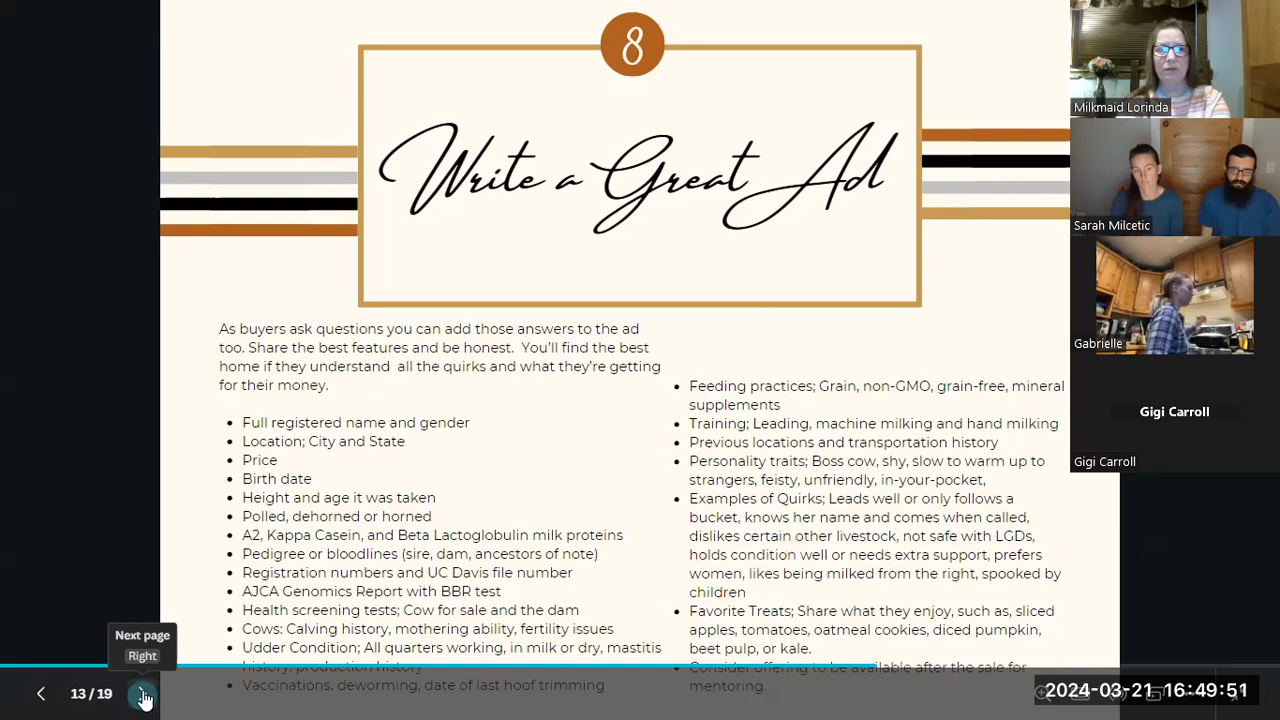 8
Write a Great Ad
As buyers ask questions you can add those answers to the ad
too. Share the best features and be honest. You'll find the best
home if they understand all the quirks and what they're getting
for their money.
Full registered name and gender
Location; City and State
Price
Birth date
Height and age it was taken
Polled, dehorned or horned
A2, Kappa Casein, and Beta Lactoglobulin milk proteins
Pedigree or bloodlines (sire, dam, ancestors of note)
Registration numbers and UC Davis file number
AJCA Genomics Report with BBR test
Health screening tests; Cow for sale and the dam
Cows: Calving history, mothering ability, fertility issues
Udder Condition; All quarters working, in milk or dry, mastitis
history, production history
Vaccinations, deworming, date of last hoof trimming
Feeding practices; Grain, non-GMO, grain-free, mineral
supplements
Training; Leading, machine milking and hand milking
Previous locations and transportation history
Personality traits; Boss cow, shy, slow to warm up to
strangers, feisty, unfriendly, in-your-pocket,
Examples of Quirks; Leads well or only follows a
bucket, knows her name and comes when called,
dislikes certain other livestock, not safe with LGDs,
holds condition well or needs extra support, prefers
women, likes being milked from the right, spooked by
children
Favorite Treats; Share what they enjoy, such as, sliced
apples, tomatoes, oatmeal cookies, diced pumpkin,
beet pulp, or kale.
Consider offering to be available after the sale for
mentoring.
Milkmaid Lorinda
Sarah Milcetic
Gabrielle
Gigi Carroll
Gigi Carroll
Next page
Right
13 / 19
2024-03-21 16:49:51